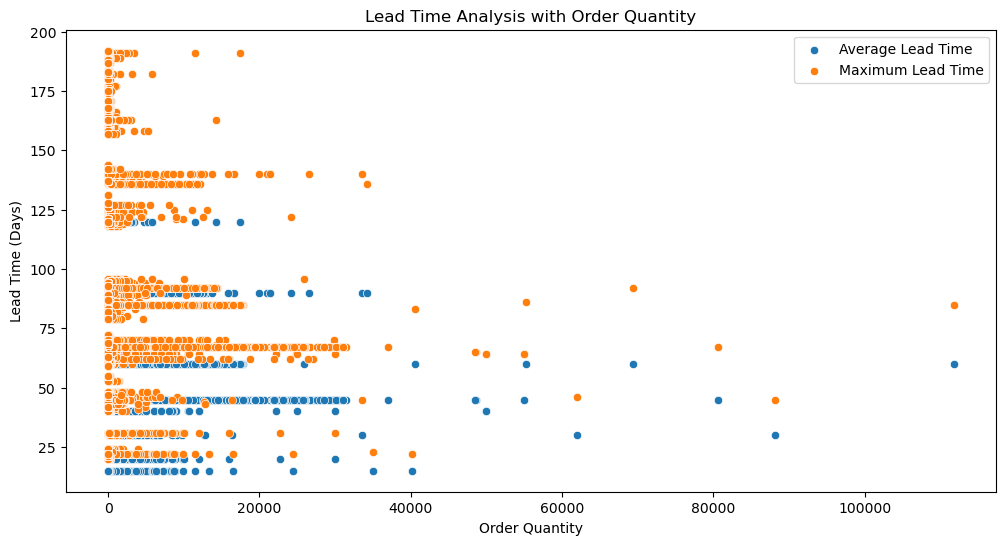 Lead Time Analysis with Order Quantity
Average Lead Time
Maximum Lead Time
Lead Time (Days)
200
175
150
125
100
75
50
25
0
20000
40000
60000
80000
100000
Order Quantity